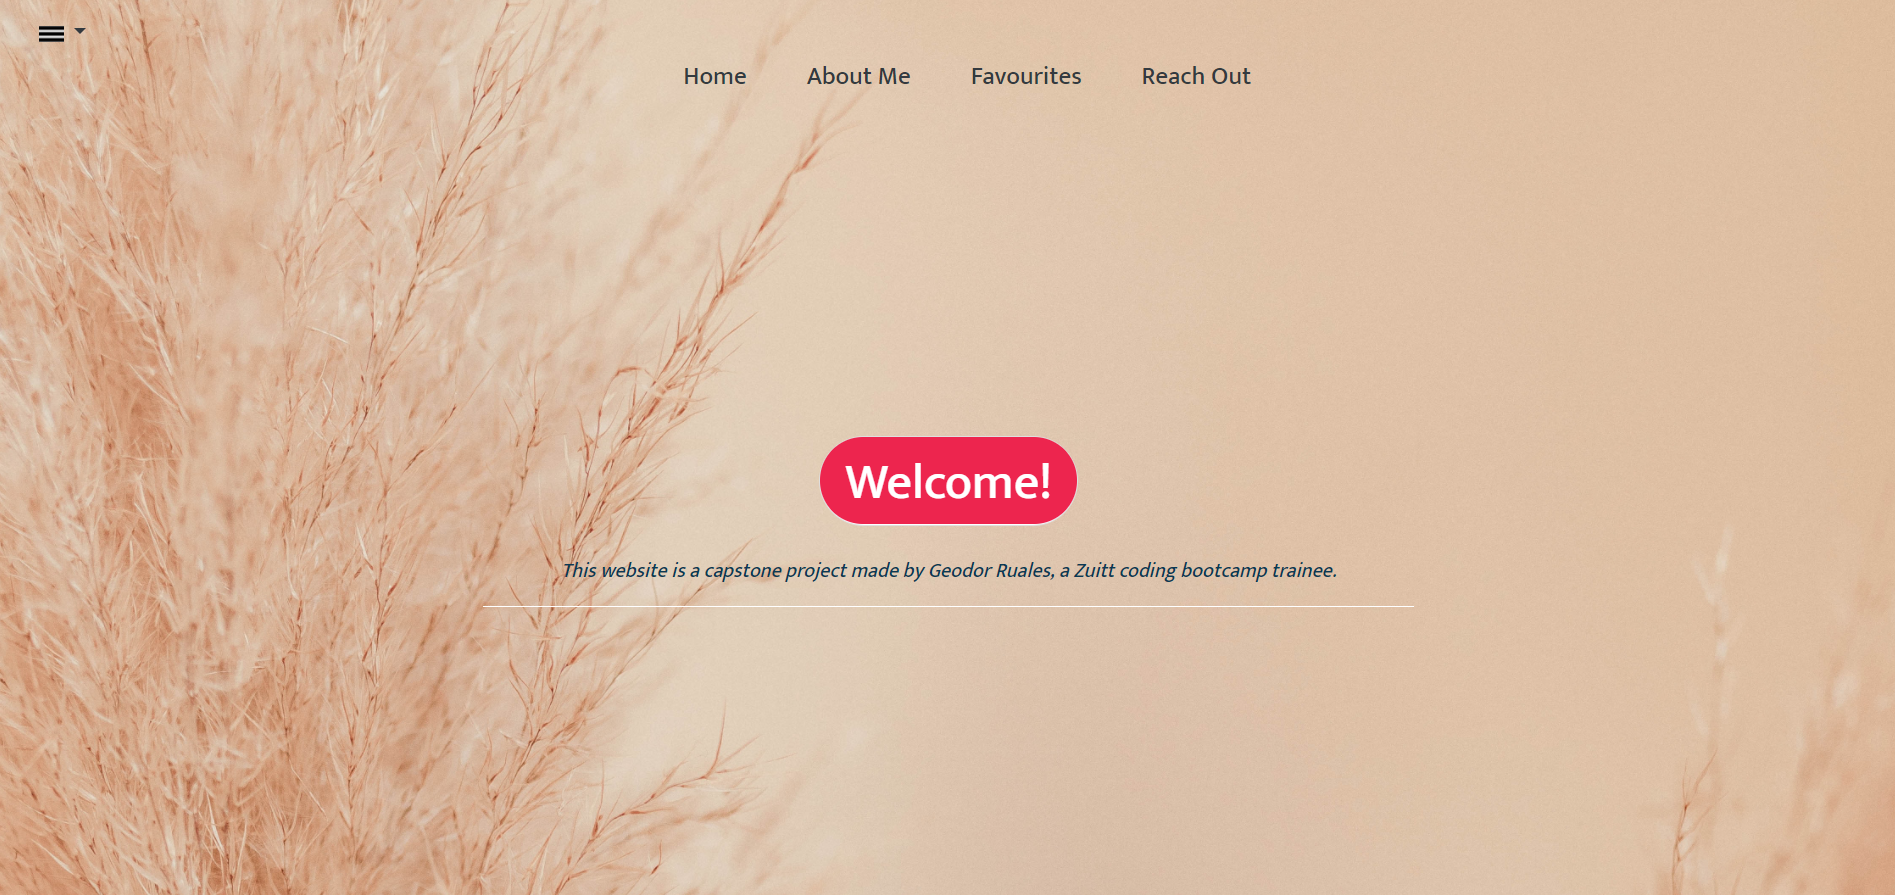 Home About Me Favourites Reach Out
Welcome!
This website is a capstone project made by Geodor Ruales, a Zuitt coding bootcamp trainee.